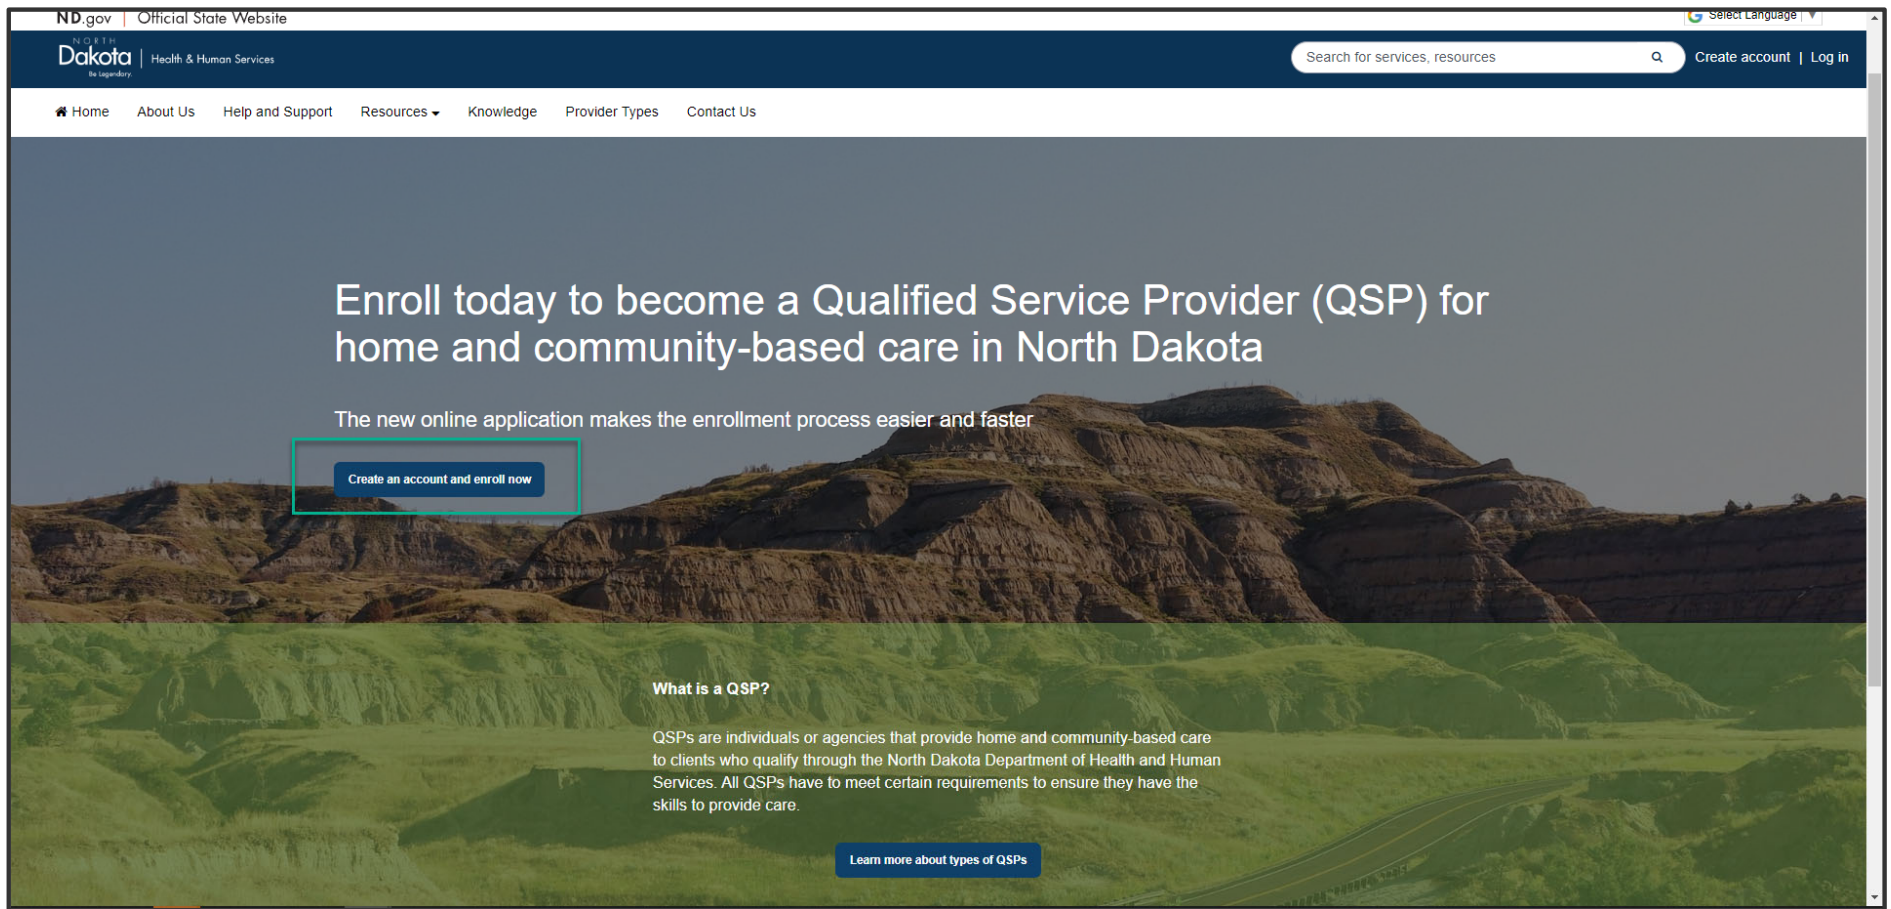 ND.gov | Official State Website
Select Language ▼
NORTH
Dakota | Health & Human Services
Be Legendary.
Search for services, resources
Create account | Log in
Home About Us Help and Support Resources Knowledge Provider Types Contact Us
Enroll today to become a Qualified Service Provider (QSP) for
home and community-based care in North Dakota
The new online application makes the enrollment process easier and faster
Create an account and enroll now
What is a QSP?
QSPs are individuals or agencies that provide home and community-based care
to clients who qualify through the North Dakota Department of Health and Human
Services. All QSPs have to meet certain requirements to ensure they have the
skills to provide care.
Learn more about types of QSPs